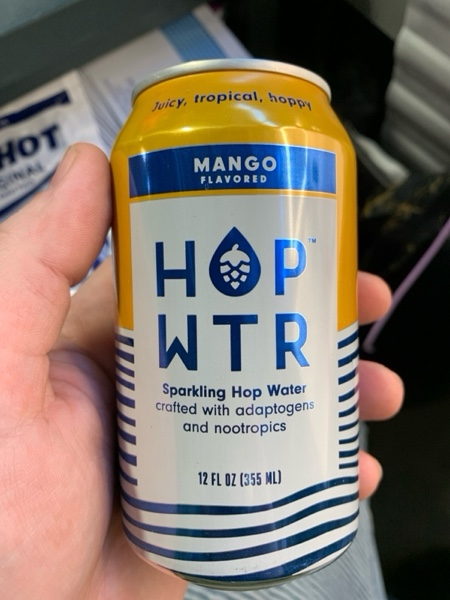 Juicy, tropical, hoppy
MANGO
FLAVORED
HOP™
WTR
Sparkling Hop Water
crafted with adaptogens
and nootropics
12 FL OZ (355 ML)
HOT